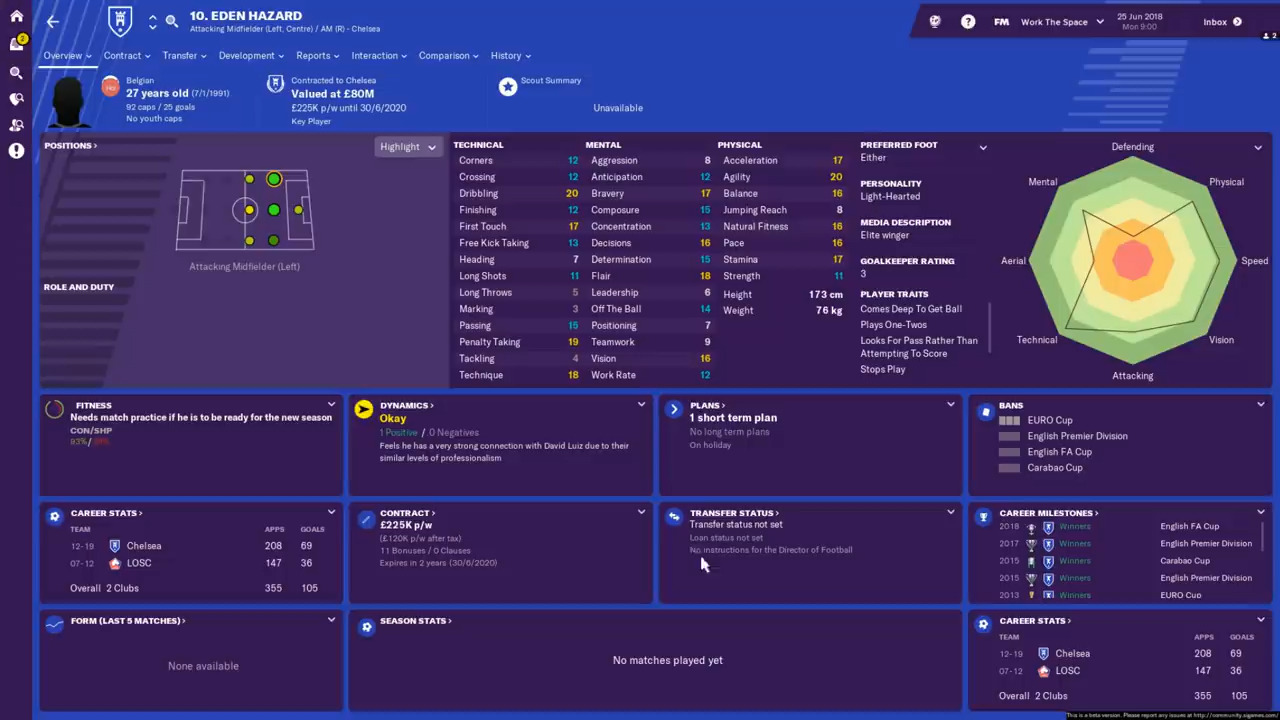 10. EDEN HAZARD
Attacking Midfielder (Left, Centre) / AM (R) - Chelsea
FM
Work The Space
25 Jun 2018
Mon 9:00
Inbox
2
2
Overview
Contract
Transfer
Development
Reports
Interaction
Comparison
History
Belgian
27 years old (7/1/1991)
92 caps / 25 goals
No youth caps
Contracted to Chelsea
Valued at £80M
£225K p/w until 30/6/2020
Key Player
Scout Summary
Unavailable
POSITIONS
Highlight
Attacking Midfielder (Left)
ROLE AND DUTY
TECHNICAL
Corners 12
Crossing 12
Dribbling 20
Finishing 12
First Touch 17
Free Kick Taking 13
Heading 7
Long Shots 11
Long Throws 5
Marking 3
Passing 15
Penalty Taking 19
Tackling 4
Technique 18
MENTAL
Aggression 8
Anticipation 12
Bravery 17
Composure 15
Concentration 13
Decisions 16
Determination 15
Flair 18
Leadership 6
Off The Ball 14
Positioning 7
Teamwork 9
Vision 16
Work Rate 12
PHYSICAL
Acceleration 17
Agility 20
Balance 16
Jumping Reach 8
Natural Fitness 16
Pace 16
Stamina 17
Strength 11
Height 173 cm
Weight 76 kg
PREFERRED FOOT
Either
PERSONALITY
Light-Hearted
MEDIA DESCRIPTION
Elite winger
GOALKEEPER RATING
3
PLAYER TRAITS
Comes Deep To Get Ball
Plays One-Twos
Looks For Pass Rather Than
Attempting To Score
Stops Play
Defending
Mental
Physical
Aerial
Speed
Technical
Vision
Attacking
FITNESS
Needs match practice if he is to be ready for the new season
CON/SHP
93%/
DYNAMICS
Okay
1 Positive / 0 Negatives
Feels he has a very strong connection with David Luiz due to their
similar levels of professionalism
PLANS
1 short term plan
No long term plans
On holiday
BANS
EURO Cup
English Premier Division
English FA Cup
Carabao Cup
CAREER STATS
TEAM APPS GOALS
12-19 Chelsea 208 69
07-12 LOSC 147 36
Overall 2 Clubs 355 105
CONTRACT
£225K p/w
(£120K p/w after tax)
11 Bonuses / 0 Clauses
Expires in 2 years (30/6/2020)
TRANSFER STATUS
Transfer status not set
Loan status not set
No instructions for the Director of Football
CAREER MILESTONES
2018 Winners English FA Cup
2017 Winners English Premier Division
2015 Winners Carabao Cup
2015 Winners English Premier Division
2013 Winners EURO Cup
FORM (LAST 5 MATCHES)
None available
SEASON STATS
No matches played yet
CAREER STATS
TEAM APPS GOALS
12-19 Chelsea 208 69
07-12 LOSC 147 36
Overall 2 Clubs 355 105
This is a beta version. Please report any issues at http://community.sigames.com/